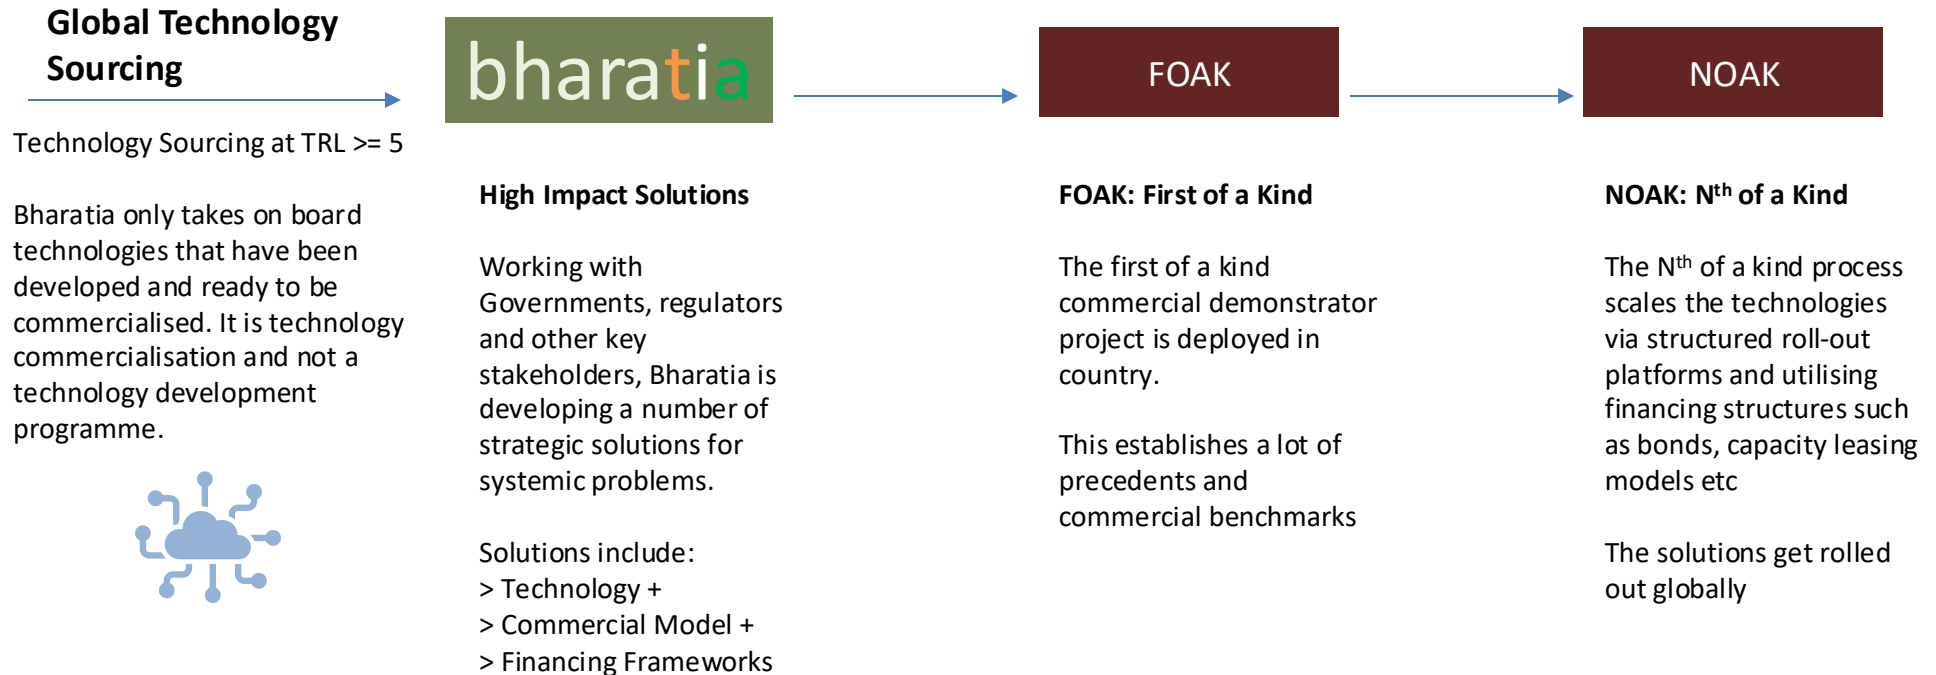 Global Technology
Sourcing
Technology Sourcing at TRL >= 5
Bharatia only takes on board
technologies that have been
developed and ready to be
commercialised. It is technology
commercialisation and not a
technology development
programme.
bharatia
High Impact Solutions
Working with
Governments, regulators
and other key
stakeholders, Bharatia is
developing a number of
strategic solutions for
systemic problems.
Solutions include:
> Technology +
> Commercial Model +
> Financing Frameworks
FOAK
FOAK: First of a Kind
The first of a kind
commercial demonstrator
project is deployed in
country.
This establishes a lot of
precedents and
commercial benchmarks
NOAK
NOAK: Nth of a Kind
The Nth of a kind process
scales the technologies
via structured roll-out
platforms and utilising
financing structures such
as bonds, capacity leasing
models etc
The solutions get rolled
out globally